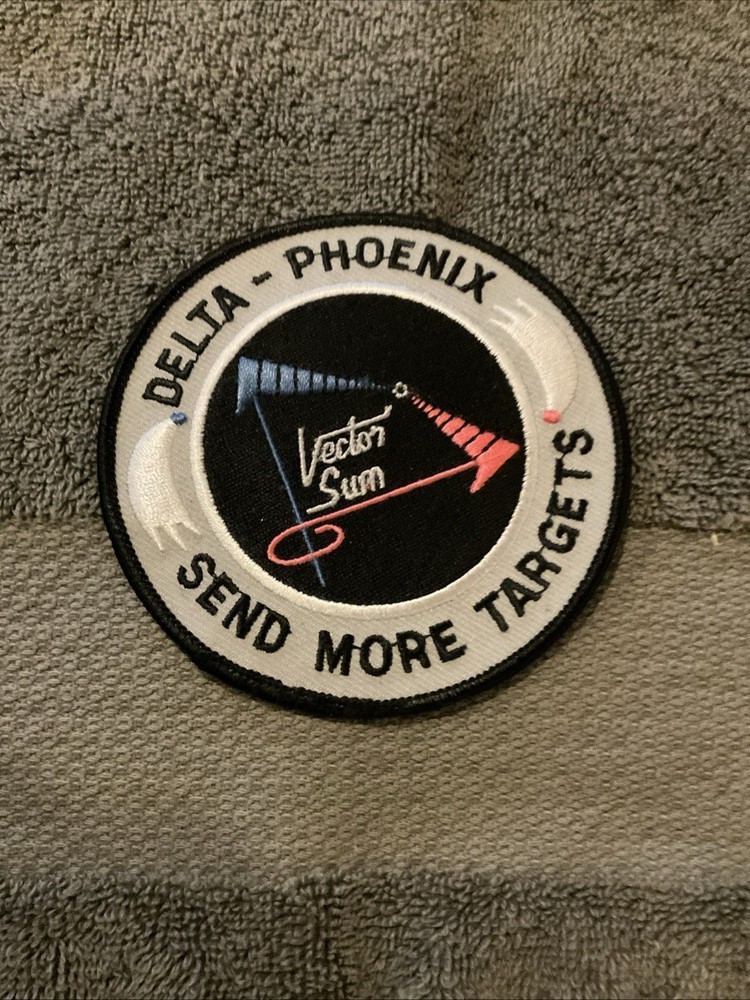 DELTA - PHOENIX
Vector
Sum
SEND MORE TARGETS